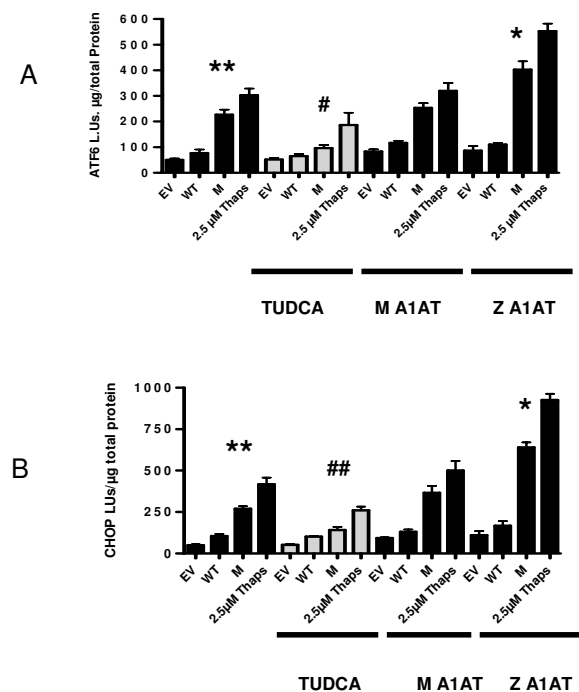 A
ATF6 L.Us. µg/total Protein
600
500
400
300
200
100
0
** # *
EV WT M 2.5 µM Thaps EV WT M 2.5 µM Thaps EV WT M 2.5µM Thaps EV WT M 2.5 µM Thaps
TUDCA M A1AT Z A1AT
B
CHOP LUs/µg total protein
1000
750
500
250
0
** ## *
EV WT M 2.5µM Thaps EV WT M 2.5µM Thaps EV WT M 2.5µM Thaps EV WT M 2.5µM Thaps
TUDCA M A1AT Z A1AT